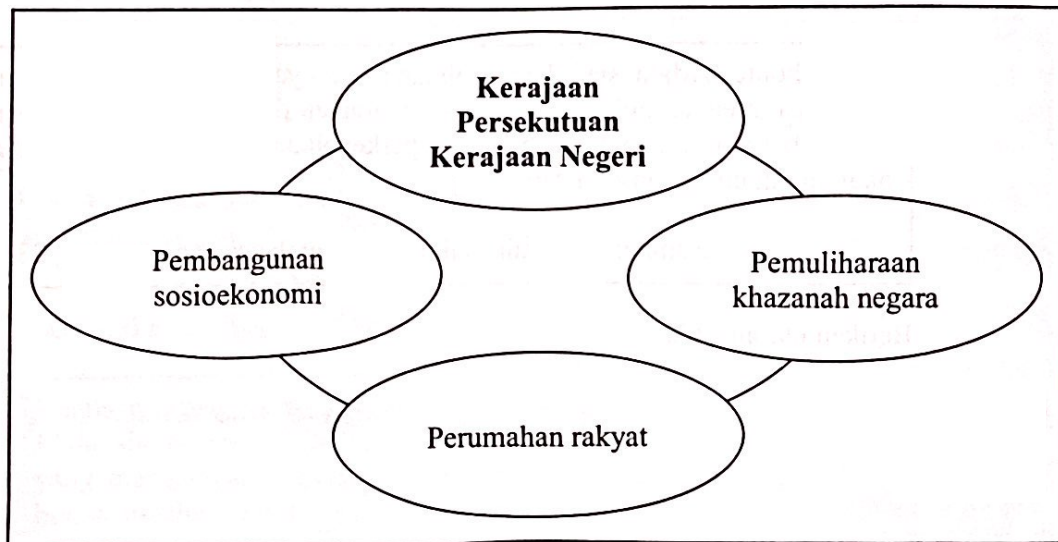 Kerajaan
Persekutuan
Kerajaan Negeri
Pembangunan
sosioekonomi
Pemuliharaan
khazanah negara
Perumahan rakyat